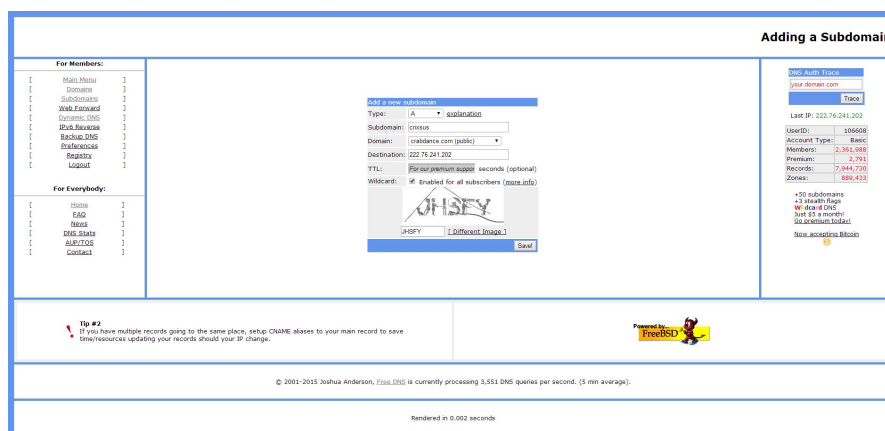 Adding a Subdomain
For Members:
[ Main Menu ]
[ Domains ]
[ Subdomains ]
[ Web Forward ]
[ Dynamic DNS ]
[ IPv6 Reverse ]
[ Backup DNS ]
[ Preferences ]
[ Registry ]
[ Logout ]
For Everybody:
[ Home ]
[ FAQ ]
[ News ]
[ DNS Stats ]
[ AUP/TOS ]
[ Contact ]
Add a new subdomain
Type: A explanation
Subdomain: crixsus
Domain: crabdance.com (public)
Destination: 222.76.241.202
TTL: For our premium suppor seconds (optional)
Wildcard: Enabled for all subscribers (more info)
JHSFY
JHSFY [ Different Image ]
Save!
DNS Auth Trace
your.domain.com
Trace
Last IP: 222.76.241.202
UserID: 106608
Account Type: Basic
Members: 2,361,988
Premium: 2,791
Records: 7,944,730
Zones: 889,433
+50 subdomains
+3 stealth flags
Wildcard DNS
Just $5 a month!
Go premium today!
Now accepting Bitcoin
Tip #2
If you have multiple records going to the same place, setup CNAME aliases to your main record to save
time/resources updating your records should your IP change.
Powered by...
FreeBSD
© 2001-2015 Joshua Anderson, Free DNS is currently processing 3,551 DNS queries per second. (5 min average).
Rendered in 0.002 seconds